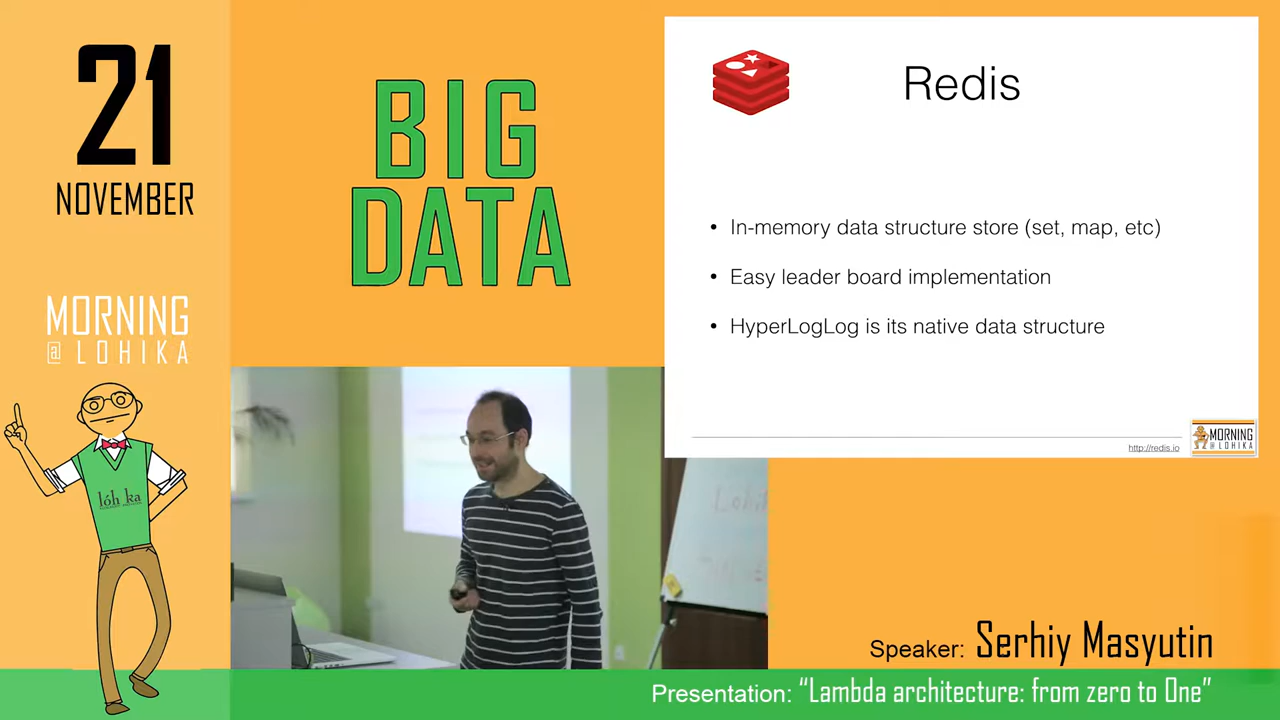 21
NOVEMBER
MORNING
@ LOHIKA
lóh ka
BIG
DATA
Redis
• In-memory data structure store (set, map, etc)
• Easy leader board implementation
• HyperLogLog is its native data structure
http://redis.io
MORNING
@ LOHIKA
Speaker: Serhiy Masyutin
Presentation: “Lambda architecture: from zero to One”